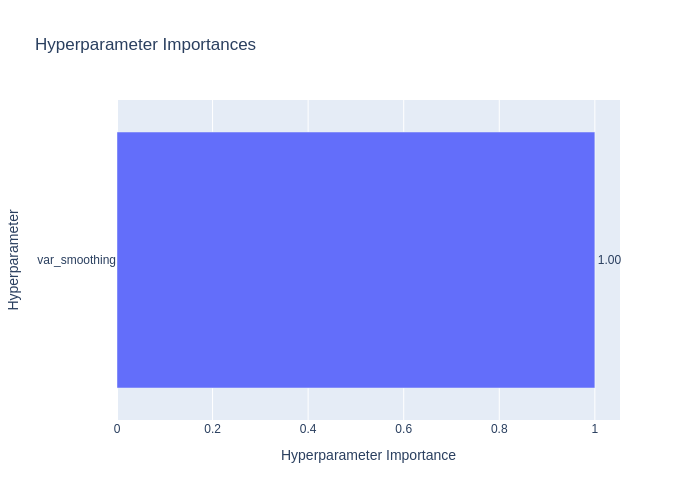 Hyperparameter Importances
Hyperparameter
var_smoothing
1.00
0 0.2 0.4 0.6 0.8 1
Hyperparameter Importance